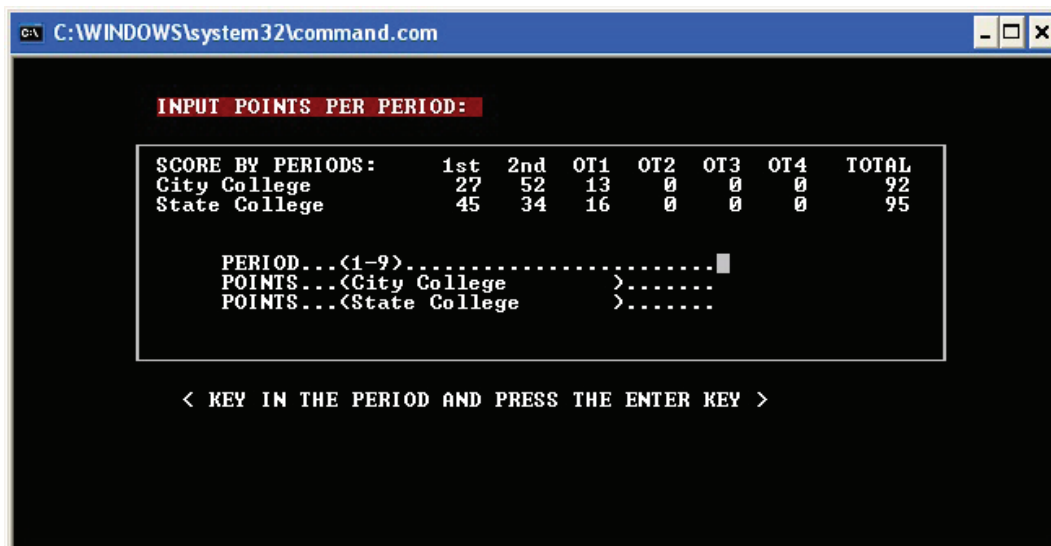 C:\WINDOWS\system32\command.com
INPUT POINTS PER PERIOD:
SCORE BY PERIODS: 1st 2nd OT1 OT2 OT3 OT4 TOTAL
City College 27 52 13 0 0 0 92
State College 45 34 16 0 0 0 95
PERIOD...(1-9)........................
POINTS...(City College ).......
POINTS...(State College ).......
< KEY IN THE PERIOD AND PRESS THE ENTER KEY >